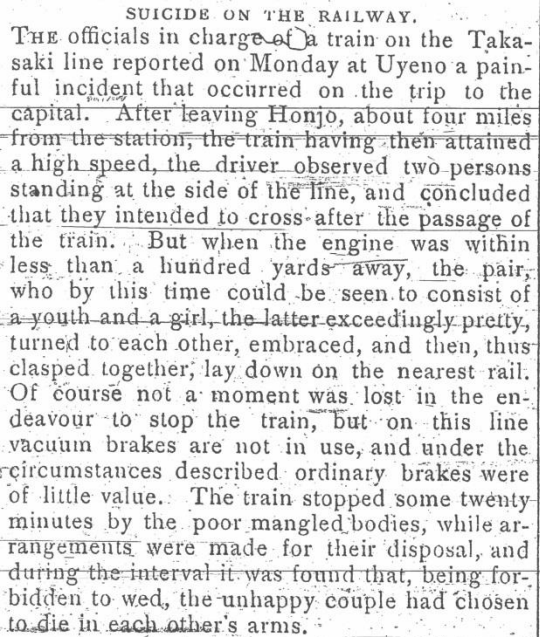 SUICIDE ON THE RAILWAY.
THE officials in charge of a train on the Taka-
saki line reported on Monday at Uyeno a pain-
ful incident that occurred on the trip to the
capital. After leaving Honjo, about four miles
from the station, the train having then attained
a high speed, the driver observed two persons
standing at the side of the line, and concluded
that they intended to cross after the passage of
the train. But when the engine was within
less than a hundred yards away, the pair,
who by this time could be seen to consist of
a youth and a girl, the latter exceedingly pretty,
turned to each other, embraced, and then, thus
clasped together, lay down on the nearest rail.
Of course not a moment was lost in the en-
deavour to stop the train, but on this line
vacuum brakes are not in use, and under the
circumstances described ordinary brakes were
of little value. The train stopped some twenty
minutes by the poor mangled bodies, while ar-
rangements were made for their disposal, and
during the interval it was found that, being for-
bidden to wed, the unhappy couple had chosen
to die in each other's arms.